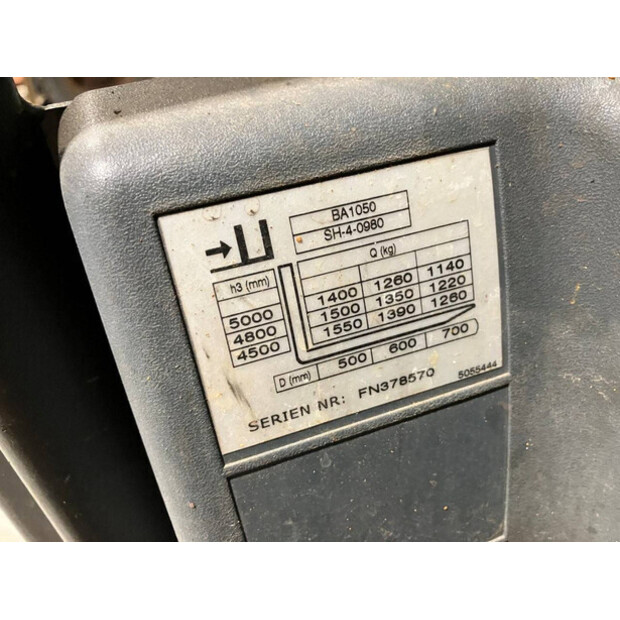 BA1050
SH-4-0980
Q (kg)
h3 (mm)
5000 1400 1260 1140
4800 1500 1350 1220
4500 1550 1390 1260
D (mm) 500 600 700
SERIEN NR: FN378570
5055444